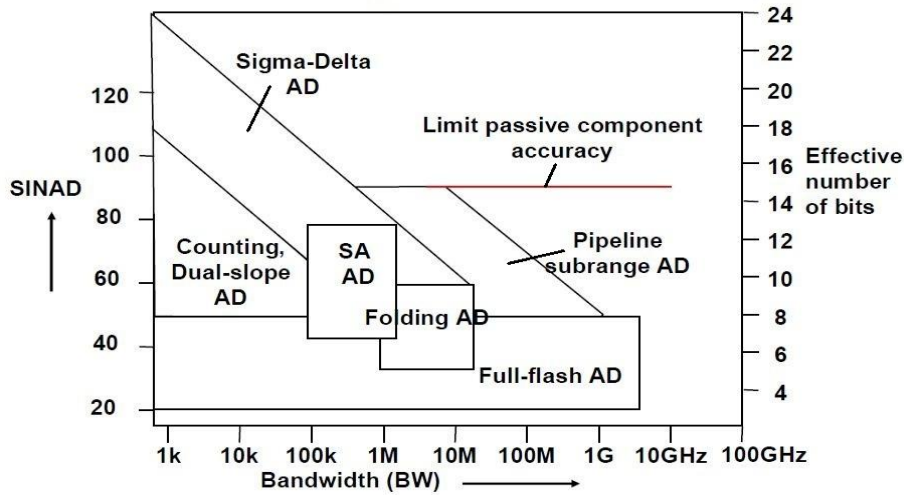 Sigma-Delta
AD
Limit passive component
accuracy
SINAD
120
100
80
60
40
20
Counting,
Dual-slope
AD
SA
AD
Folding AD
Pipeline
subrange AD
Full-flash AD
24
22
20
18
16
14
12
10
8
6
4
Effective
number
of bits
1k 10k 100k 1M 10M 100M 1G 10GHz 100GHz
Bandwidth (BW)